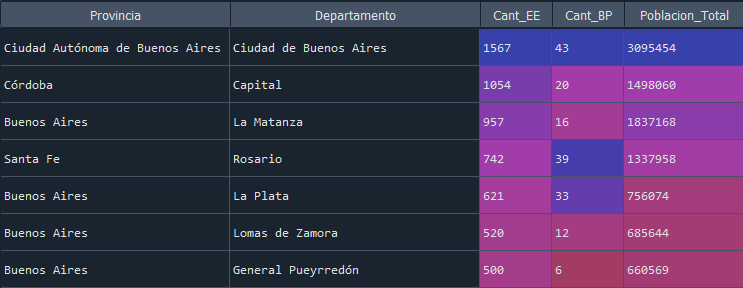 Provincia Departamento Cant_EE Cant_BP Poblacion_Total
Ciudad Autónoma de Buenos Aires Ciudad de Buenos Aires 1567 43 3095454
Córdoba Capital 1054 20 1498060
Buenos Aires La Matanza 957 16 1837168
Santa Fe Rosario 742 39 1337958
Buenos Aires La Plata 621 33 756074
Buenos Aires Lomas de Zamora 520 12 685644
Buenos Aires General Pueyrredón 500 6 660569